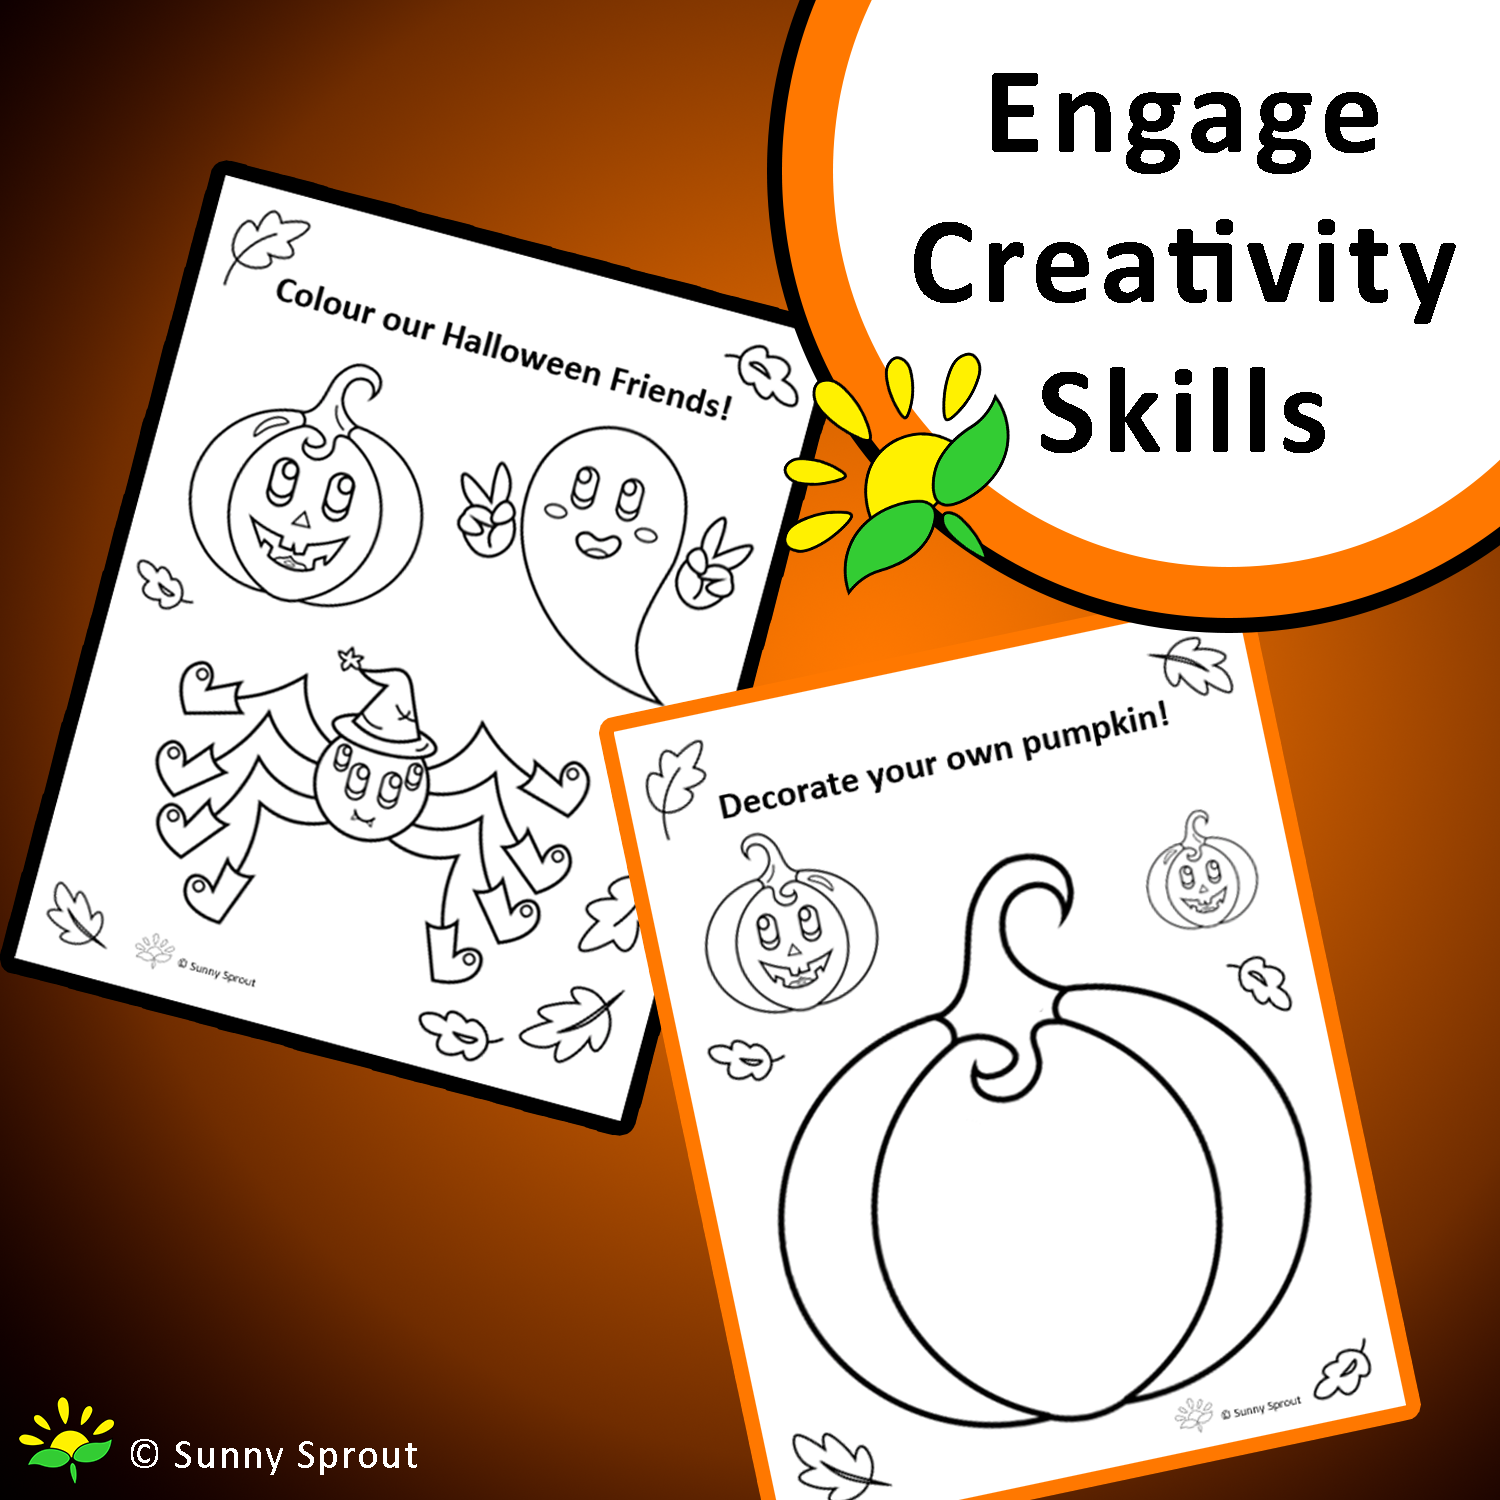 Engage
Creativity
Skills
Colour our Halloween Friends!
© Sunny Sprout
Decorate your own pumpkin!
© Sunny Sprout
© Sunny Sprout